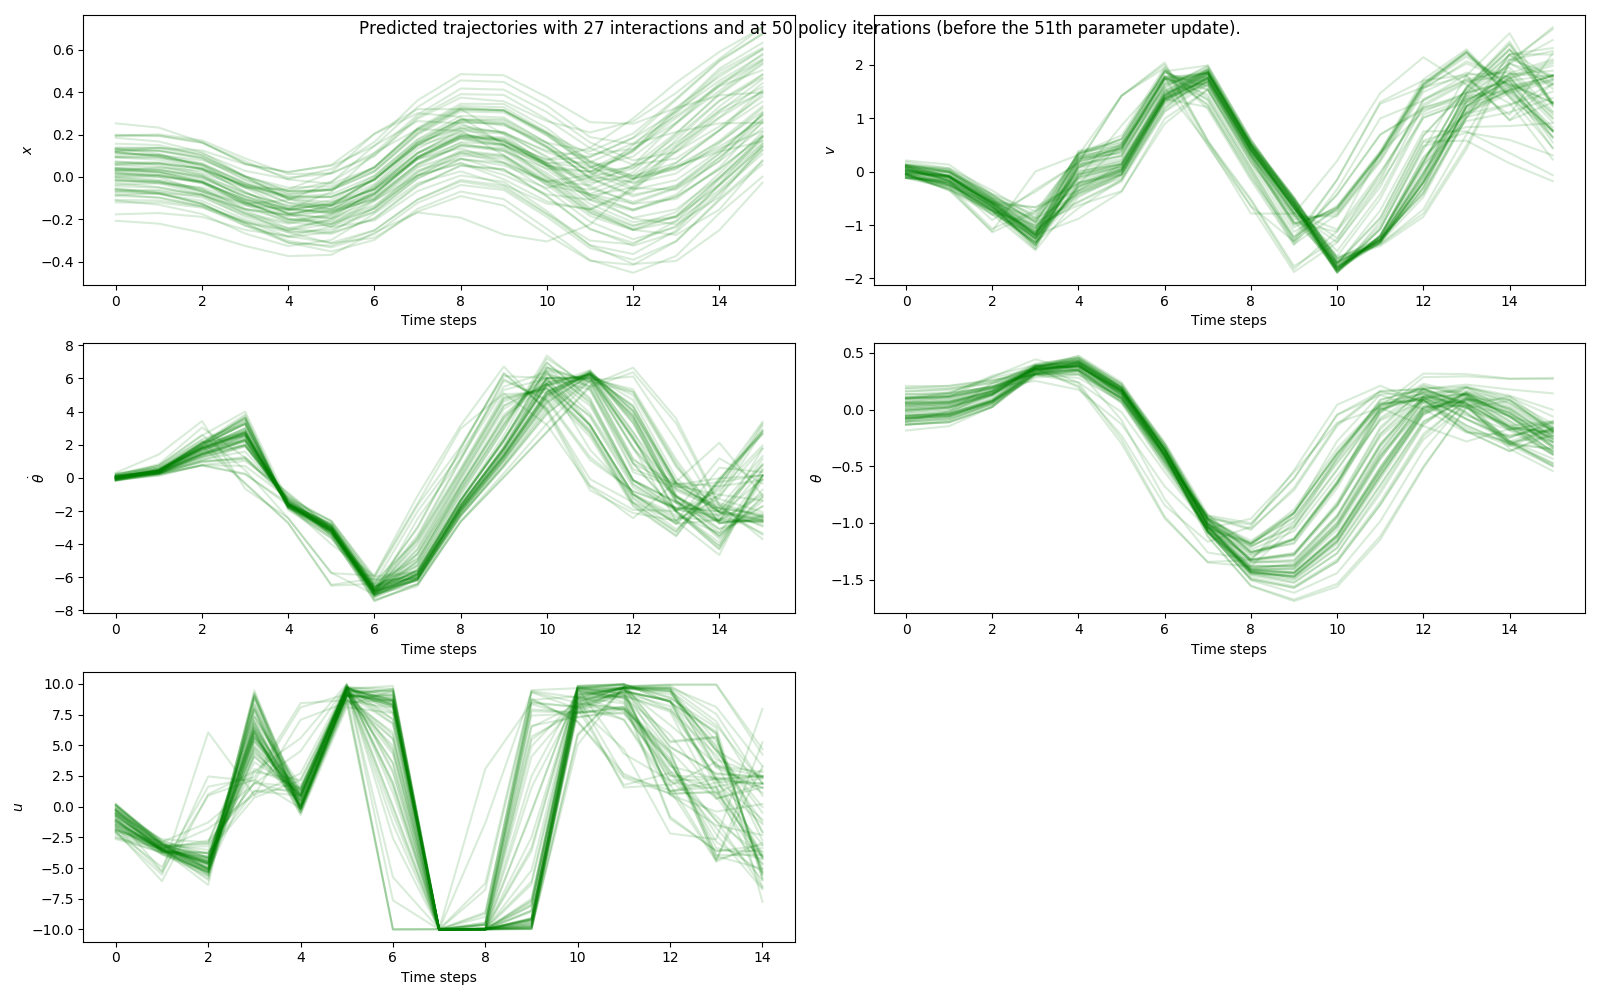 Predicted trajectories with 27 interactions and at 50 policy iterations (before the 51th parameter update).
0.6
0.4
0.2
0.0
−0.2
−0.4
x
0 2 4 6 8 10 12 14
Time steps
2
1
0
−1
−2
v
0 2 4 6 8 10 12 14
Time steps
8
6
4
2
0
−2
−4
−6
−8
θ̇
0 2 4 6 8 10 12 14
Time steps
0.5
0.0
−0.5
−1.0
−1.5
θ
0 2 4 6 8 10 12 14
Time steps
10.0
7.5
5.0
2.5
0.0
−2.5
−5.0
−7.5
−10.0
u
0 2 4 6 8 10 12 14
Time steps